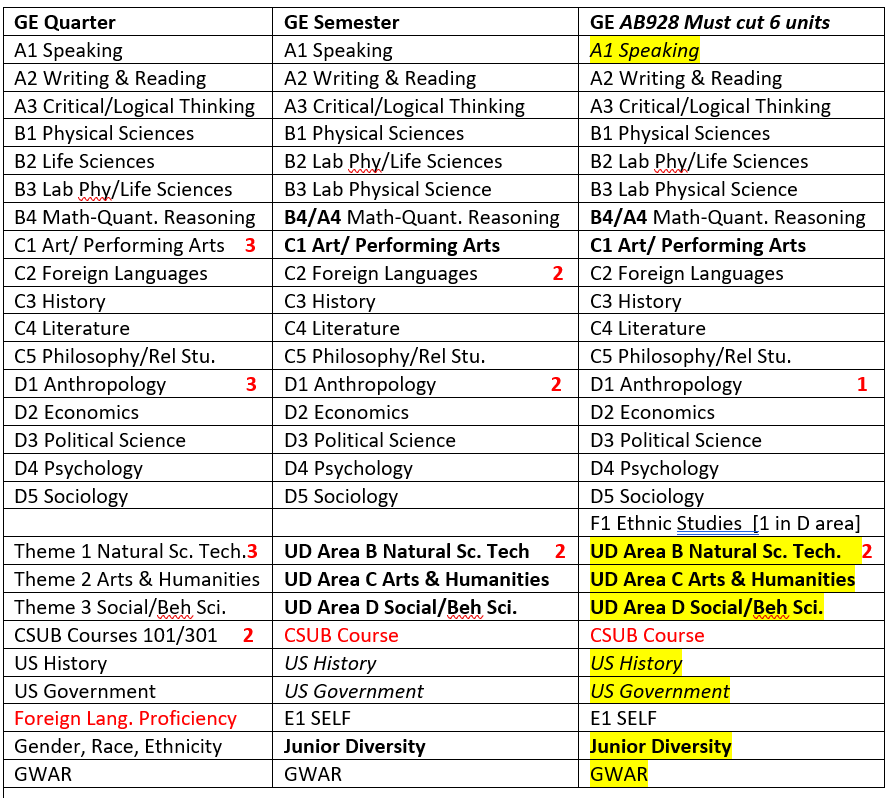 GE Quarter GE Semester GE AB928 Must cut 6 units
A1 Speaking A1 Speaking A1 Speaking
A2 Writing & Reading A2 Writing & Reading A2 Writing & Reading
A3 Critical/Logical Thinking A3 Critical/Logical Thinking A3 Critical/Logical Thinking
B1 Physical Sciences B1 Physical Sciences B1 Physical Sciences
B2 Life Sciences B2 Lab Phy/Life Sciences B2 Lab Phy/Life Sciences
B3 Lab Phy/Life Sciences B3 Lab Physical Science B3 Lab Physical Science
B4 Math-Quant. Reasoning B4/A4 Math-Quant. Reasoning B4/A4 Math-Quant. Reasoning
C1 Art/ Performing Arts 3 C1 Art/ Performing Arts C1 Art/ Performing Arts
C2 Foreign Languages C2 Foreign Languages 2 C2 Foreign Languages
C3 History C3 History C3 History
C4 Literature C4 Literature C4 Literature
C5 Philosophy/Rel Stu. C5 Philosophy/Rel Stu. C5 Philosophy/Rel Stu.
D1 Anthropology 3 D1 Anthropology 2 D1 Anthropology 1
D2 Economics D2 Economics D2 Economics
D3 Political Science D3 Political Science D3 Political Science
D4 Psychology D4 Psychology D4 Psychology
D5 Sociology D5 Sociology D5 Sociology
F1 Ethnic Studies [1 in D area]
Theme 1 Natural Sc. Tech.3 UD Area B Natural Sc. Tech 2 UD Area B Natural Sc. Tech. 2
Theme 2 Arts & Humanities UD Area C Arts & Humanities UD Area C Arts & Humanities
Theme 3 Social/Beh Sci. UD Area D Social/Beh Sci. UD Area D Social/Beh Sci.
CSUB Courses 101/301 2 CSUB Course CSUB Course
US History US History US History
US Government US Government US Government
Foreign Lang. Proficiency E1 SELF E1 SELF
Gender, Race, Ethnicity Junior Diversity Junior Diversity
GWAR GWAR GWAR